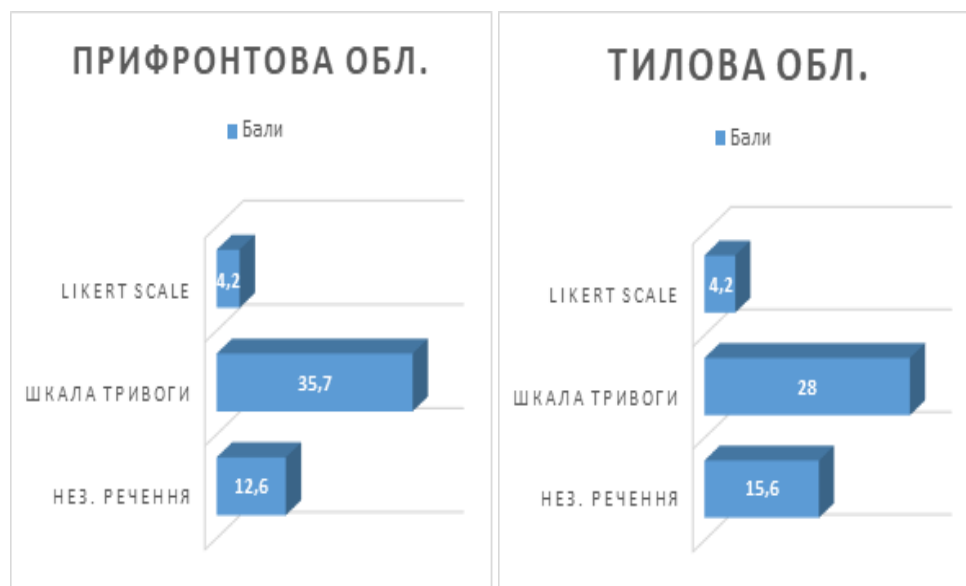 ПРИФРОНТОВА ОБЛ.
Бали
LIKERT SCALE
4,2
ШКАЛА ТРИВОГИ
35,7
НЕЗ. РЕЧЕННЯ
12,6
ТИЛОВА ОБЛ.
Бали
LIKERT SCALE
4,2
ШКАЛА ТРИВОГИ
28
НЕЗ. РЕЧЕННЯ
15,6